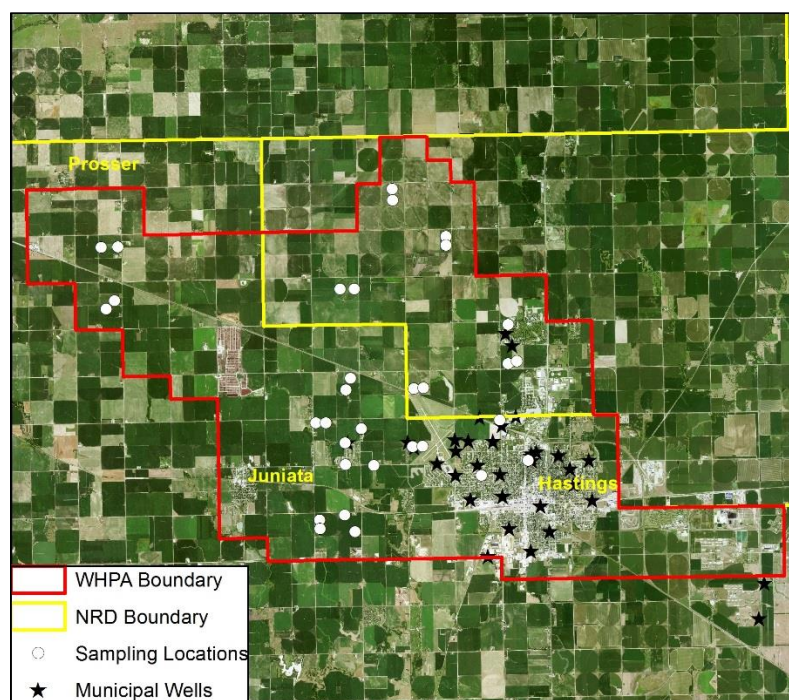 Prosser
Juniata
Hastings
WHPA Boundary
NRD Boundary
Sampling Locations
Municipal Wells